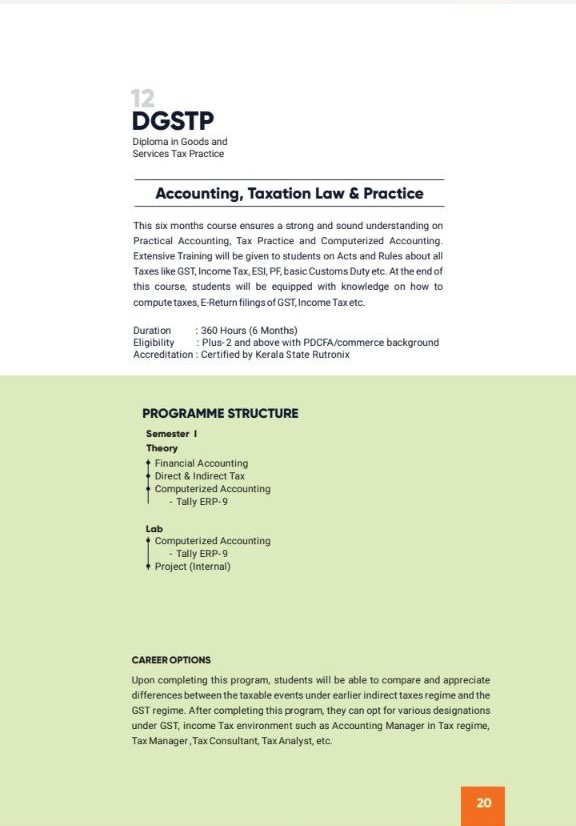 12
DGSTP
Diploma in Goods and
Services Tax Practice
Accounting, Taxation Law & Practice
This six months course ensures a strong and sound understanding on
Practical Accounting, Tax Practice and Computerized Accounting.
Extensive Training will be given to students on Acts and Rules about all
Taxes like GST, Income Tax, ESI, PF, basic Customs Duty etc. At the end of
this course, students will be equipped with knowledge on how to
compute taxes, E-Return filings of GST, Income Tax etc.
Duration : 360 Hours (6 Months)
Eligibility : Plus-2 and above with PDCFA/commerce background
Accreditation : Certified by Kerala State Rutronix
PROGRAMME STRUCTURE
Semester I
Theory
Financial Accounting
Direct & Indirect Tax
Computerized Accounting
- Tally ERP-9
Lab
Computerized Accounting
- Tally ERP-9
Project (Internal)
CAREER OPTIONS
Upon completing this program, students will be able to compare and appreciate
differences between the taxable events under earlier indirect taxes regime and the
GST regime. After completing this program, they can opt for various designations
under GST, income Tax environment such as Accounting Manager in Tax regime,
Tax Manager ,Tax Consultant, Tax Analyst, etc.
20